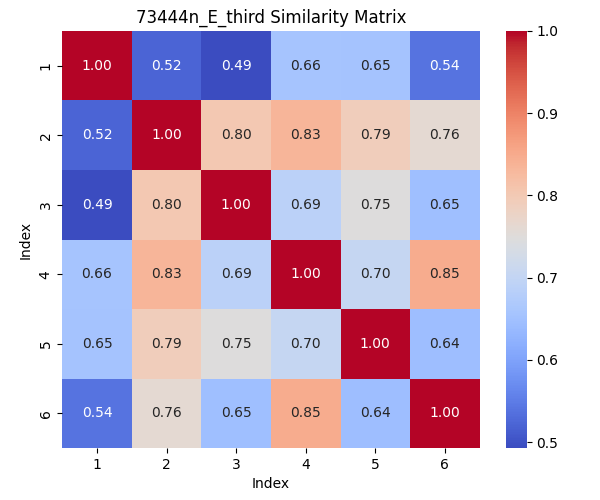 73444n_E_third Similarity Matrix
1 1.00 0.52 0.49 0.66 0.65 0.54
2 0.52 1.00 0.80 0.83 0.79 0.76
3 0.49 0.80 1.00 0.69 0.75 0.65
4 0.66 0.83 0.69 1.00 0.70 0.85
5 0.65 0.79 0.75 0.70 1.00 0.64
6 0.54 0.76 0.65 0.85 0.64 1.00
1 2 3 4 5 6
Index
Index
1.0
0.9
0.8
0.7
0.6
0.5